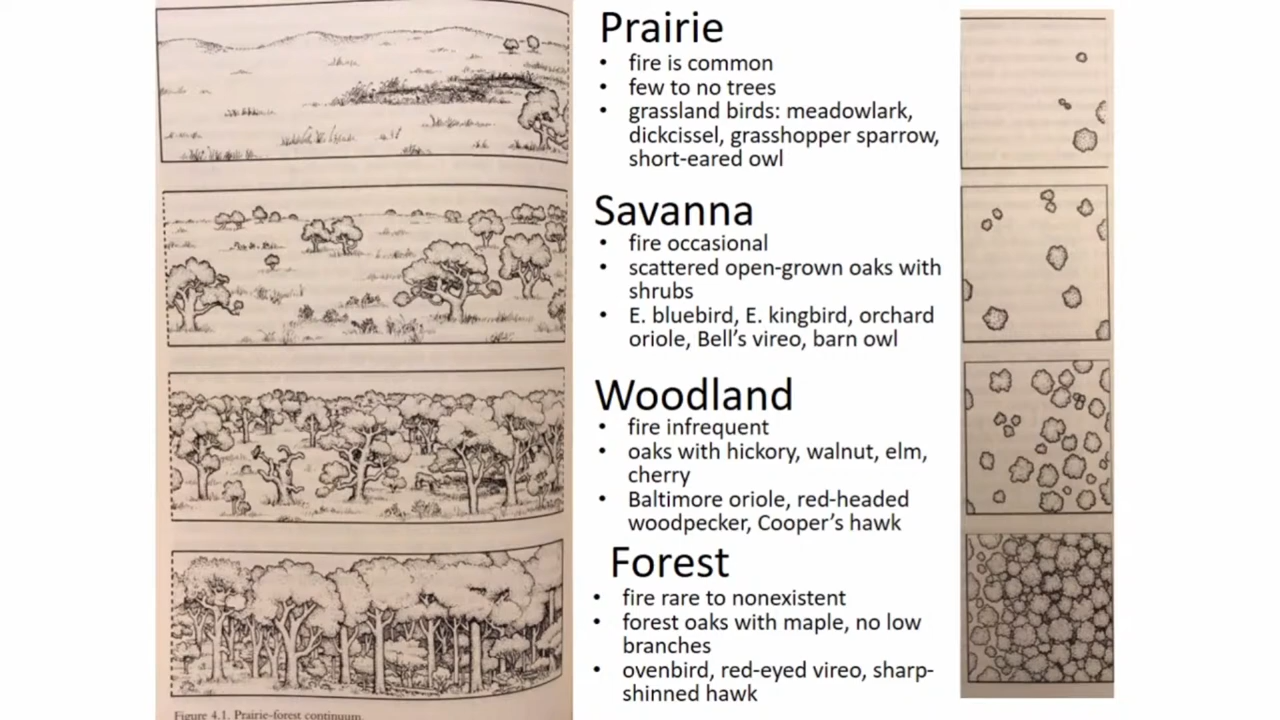 Prairie
• fire is common
• few to no trees
• grassland birds: meadowlark,
dickcissel, grasshopper sparrow,
short-eared owl
Savanna
• fire occasional
• scattered open-grown oaks with
shrubs
• E. bluebird, E. kingbird, orchard
oriole, Bell's vireo, barn owl
Woodland
• fire infrequent
• oaks with hickory, walnut, elm,
cherry
• Baltimore oriole, red-headed
woodpecker, Cooper's hawk
Forest
• fire rare to nonexistent
• forest oaks with maple, no low
branches
• ovenbird, red-eyed vireo, sharp-
shinned hawk
Figure 4.1. Prairie-forest continuum.